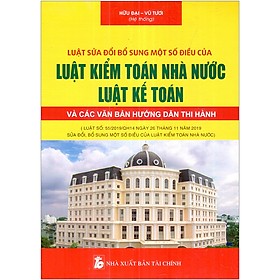 HỮU ĐẠI - VŨ TƯƠI
(Hệ thống)
LUẬT SỬA ĐỔI BỔ SUNG MỘT SỐ ĐIỀU CỦA
LUẬT KIỂM TOÁN NHÀ NƯỚC
LUẬT KẾ TOÁN
VÀ CÁC VĂN BẢN HƯỚNG DẪN THI HÀNH
( LUẬT SỐ: 55/2019/QH14 NGÀY 26 THÁNG 11 NĂM 2019
SỬA ĐỔI, BỔ SUNG MỘT SỐ ĐIỀU CỦA LUẬT KIỂM TOÁN NHÀ NƯỚC)
NHÀ XUẤT BẢN TÀI CHÍNH